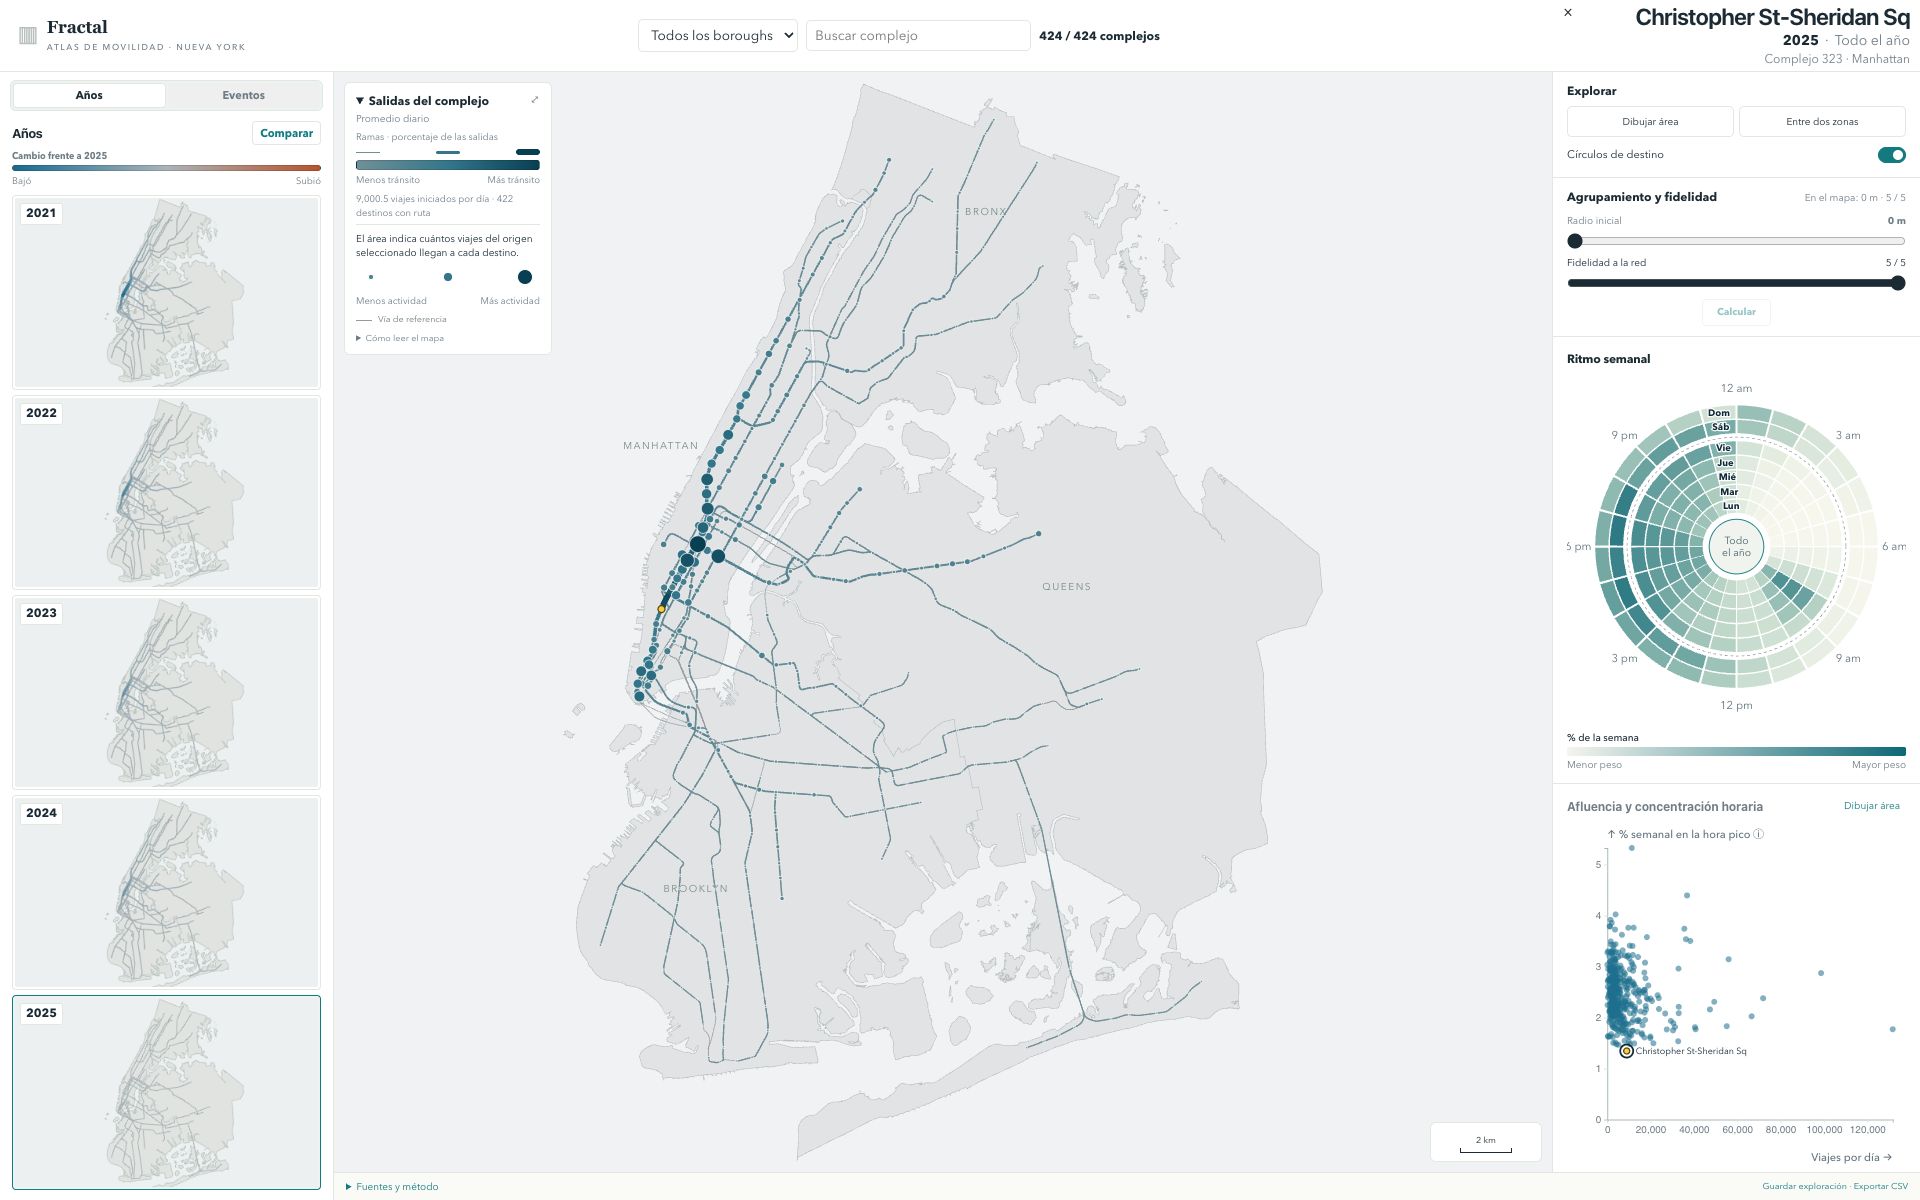 Fractal
ATLAS DE MOVILIDAD · NUEVA YORK
Todos los boroughs
Buscar complejo
424 / 424 complejos
×
Christopher St-Sheridan Sq
2025 · Todo el año
Complejo 323 · Manhattan
Años
Eventos
Años
Comparar
Cambio frente a 2025
Bajó
Subió
2021
2022
2023
2024
2025
▼ Salidas del complejo
Promedio diario
Ramas · porcentaje de las salidas
Menos tránsito
Más tránsito
9,000.5 viajes iniciados por día · 422
destinos con ruta
El área indica cuántos viajes del origen
seleccionado llegan a cada destino.
Menos actividad
Más actividad
Vía de referencia
▶ Cómo leer el mapa
BRONX
MANHATTAN
QUEENS
BROOKLYN
2 km
▶ Fuentes y método
Explorar
Dibujar área
Entre dos zonas
Círculos de destino
Agrupamiento y fidelidad
En el mapa: 0 m · 5 / 5
Radio inicial
0 m
Fidelidad a la red
5 / 5
Calcular
Ritmo semanal
12 am
3 am
6 am
9 am
12 pm
3 pm
6 pm
9 pm
Dom
Sáb
Vie
Jue
Mié
Mar
Lun
Todo
el año
% de la semana
Menor peso
Mayor peso
Afluencia y concentración horaria
Dibujar área
↑ % semanal en la hora pico ⓘ
5
4
3
2
1
0
Christopher St-Sheridan Sq
0
20,000
40,000
60,000
80,000
100,000
120,000
Viajes por día →
Guardar exploración · Exportar CSV